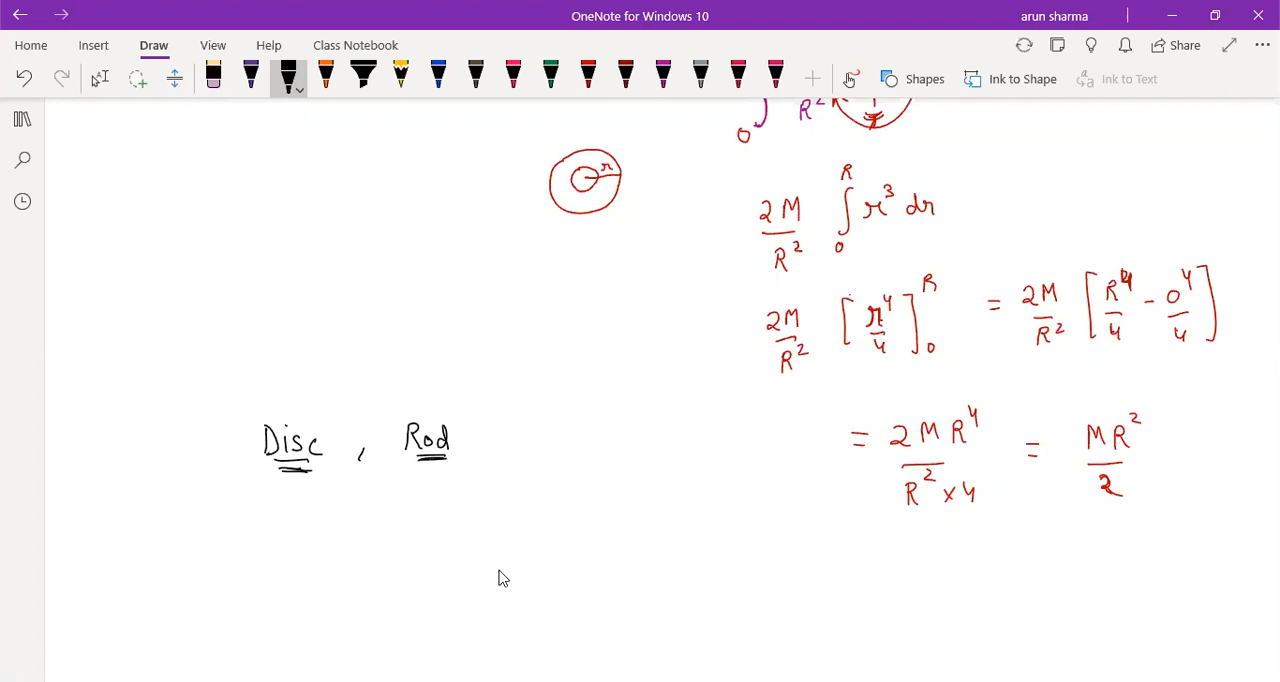 OneNote for Windows 10
arun sharma
Home Insert Draw View Help Class Notebook
Share
Shapes Ink to Shape Ink to Text
0 R²
r
2M/R² ∫₀ᴿ r³ dr
2M/R² [r⁴/4]₀ᴿ = 2M/R² [R⁴/4 - 0⁴/4]
Disc , Rod
= 2MR⁴/R² × 4 = MR²/2